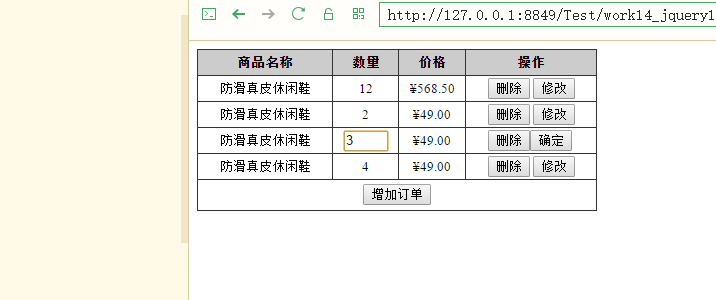 http://127.0.0.1:8849/Test/work14_jquery1
商品名称 数量 价格 操作
防滑真皮休闲鞋 12 ¥568.50 删除 修改
防滑真皮休闲鞋 2 ¥49.00 删除 修改
防滑真皮休闲鞋 3 ¥49.00 删除 确定
防滑真皮休闲鞋 4 ¥49.00 删除 修改
增加订单